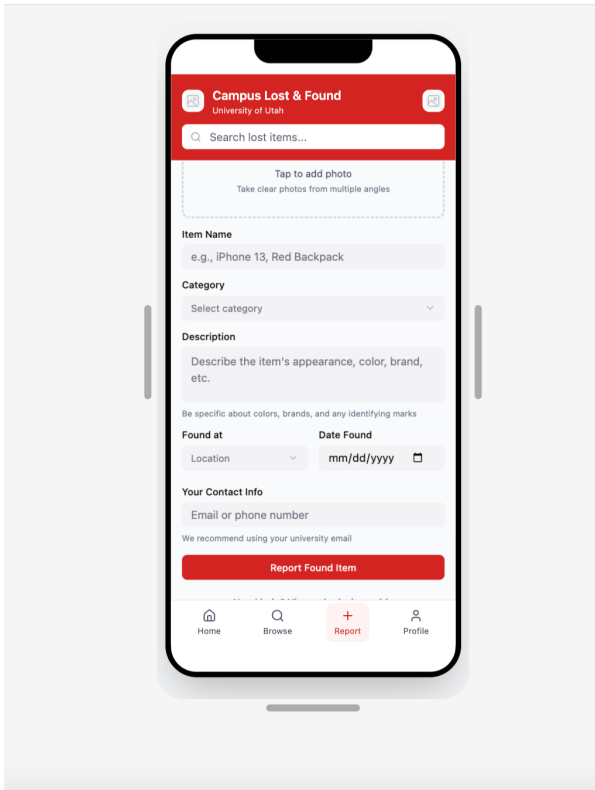 Campus Lost & Found
University of Utah
Search lost items...
Tap to add photo
Take clear photos from multiple angles
Item Name
e.g., iPhone 13, Red Backpack
Category
Select category
Description
Describe the item's appearance, color, brand,
etc.
Be specific about colors, brands, and any identifying marks
Found at
Date Found
Location
mm/dd/yyyy
Your Contact Info
Email or phone number
We recommend using your university email
Report Found Item
Home
Browse
Report
Profile